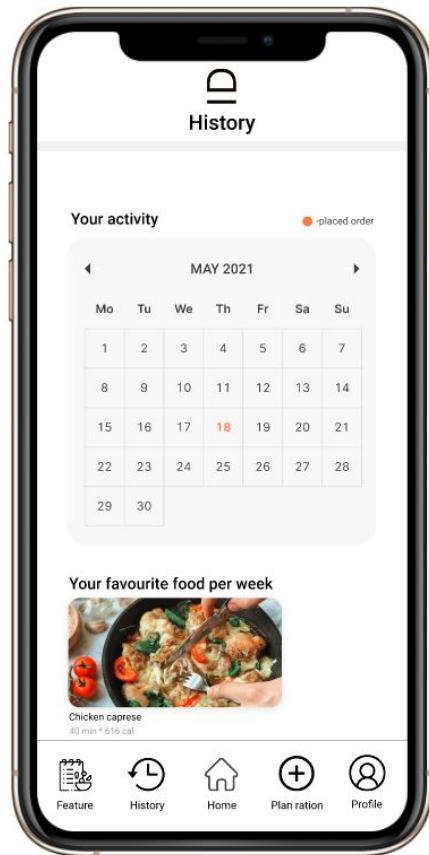 History
Your activity
-placed order
MAY 2021
Mo Tu We Th Fr Sa Su
1 2 3 4 5 6 7
8 9 10 11 12 13 14
15 16 17 18 19 20 21
22 23 24 25 26 27 28
29 30
Your favourite food per week
Chicken caprese
40 min * 616 cal
Feature History Home Plan ration Profile